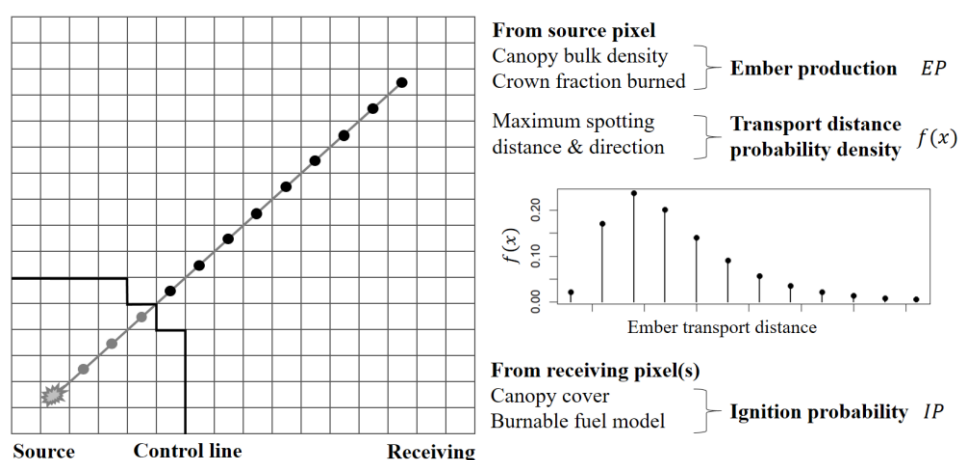 From source pixel
Canopy bulk density
Crown fraction burned
Ember production EP
Maximum spotting
distance & direction
Transport distance
probability density f(x)
f(x)
0.20
0.10
0.00
Ember transport distance
From receiving pixel(s)
Canopy cover
Burnable fuel model
Ignition probability IP
Source Control line Receiving